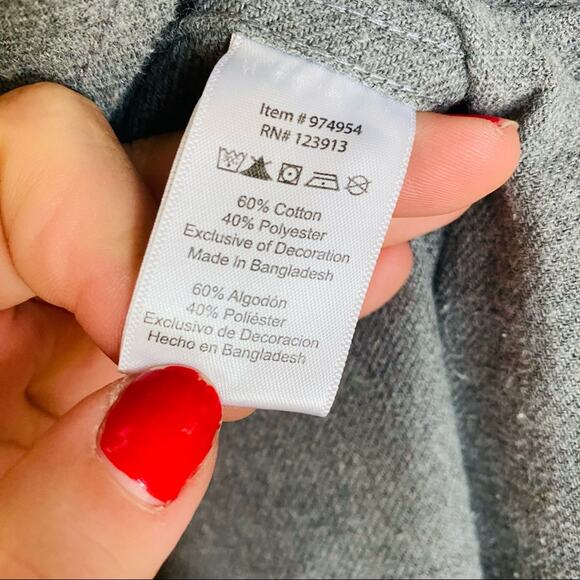 Item # 974954
RN# 123913
60% Cotton
40% Polyester
Exclusive of Decoration
Made In Bangladesh
60% Algodón
40% Poliéster
Exclusivo de Decoracion
Hecho en Bangladesh